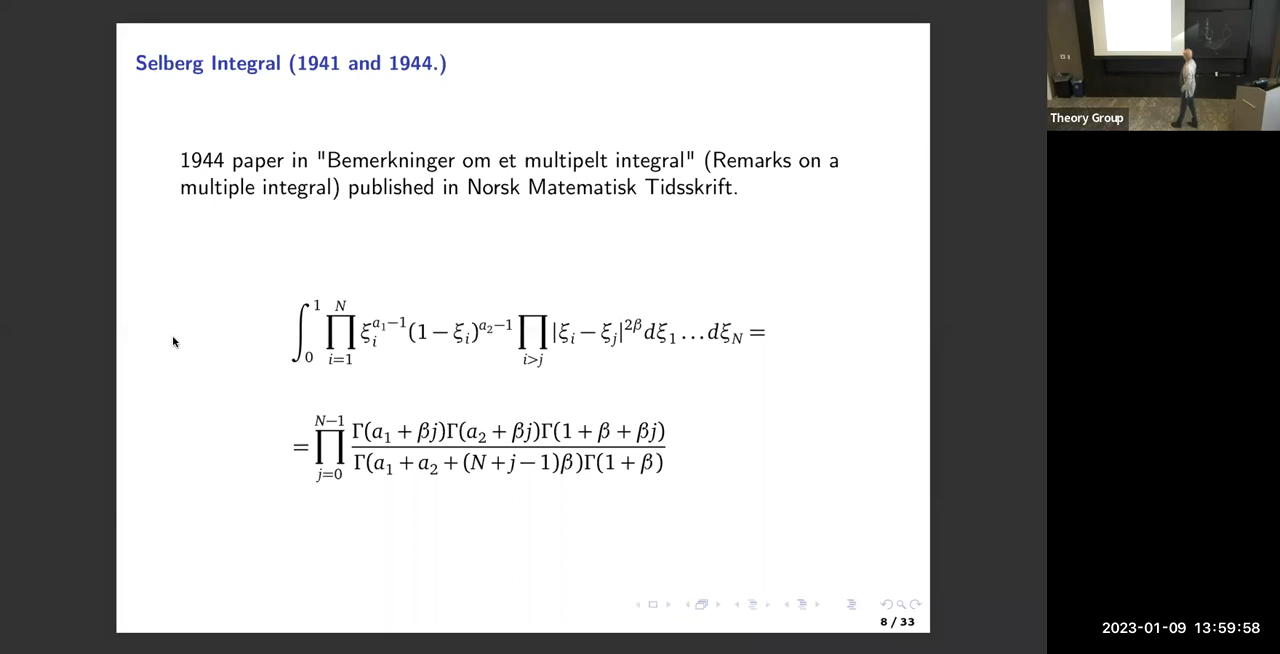 Selberg Integral (1941 and 1944.)
1944 paper in "Bemerkninger om et multipelt integral" (Remarks on a
multiple integral) published in Norsk Matematisk Tidsskrift.
∫_0^1 ∏_{i=1}^{N} ξ_i^{a_1−1}(1−ξ_i)^{a_2−1} ∏_{i>j} |ξ_i−ξ_j|^{2β} dξ_1…dξ_N =
= ∏_{j=0}^{N−1} Γ(a_1+βj)Γ(a_2+βj)Γ(1+β+βj) / Γ(a_1+a_2+(N+j−1)β)Γ(1+β)
8 / 33
Theory Group
2023-01-09 13:59:58